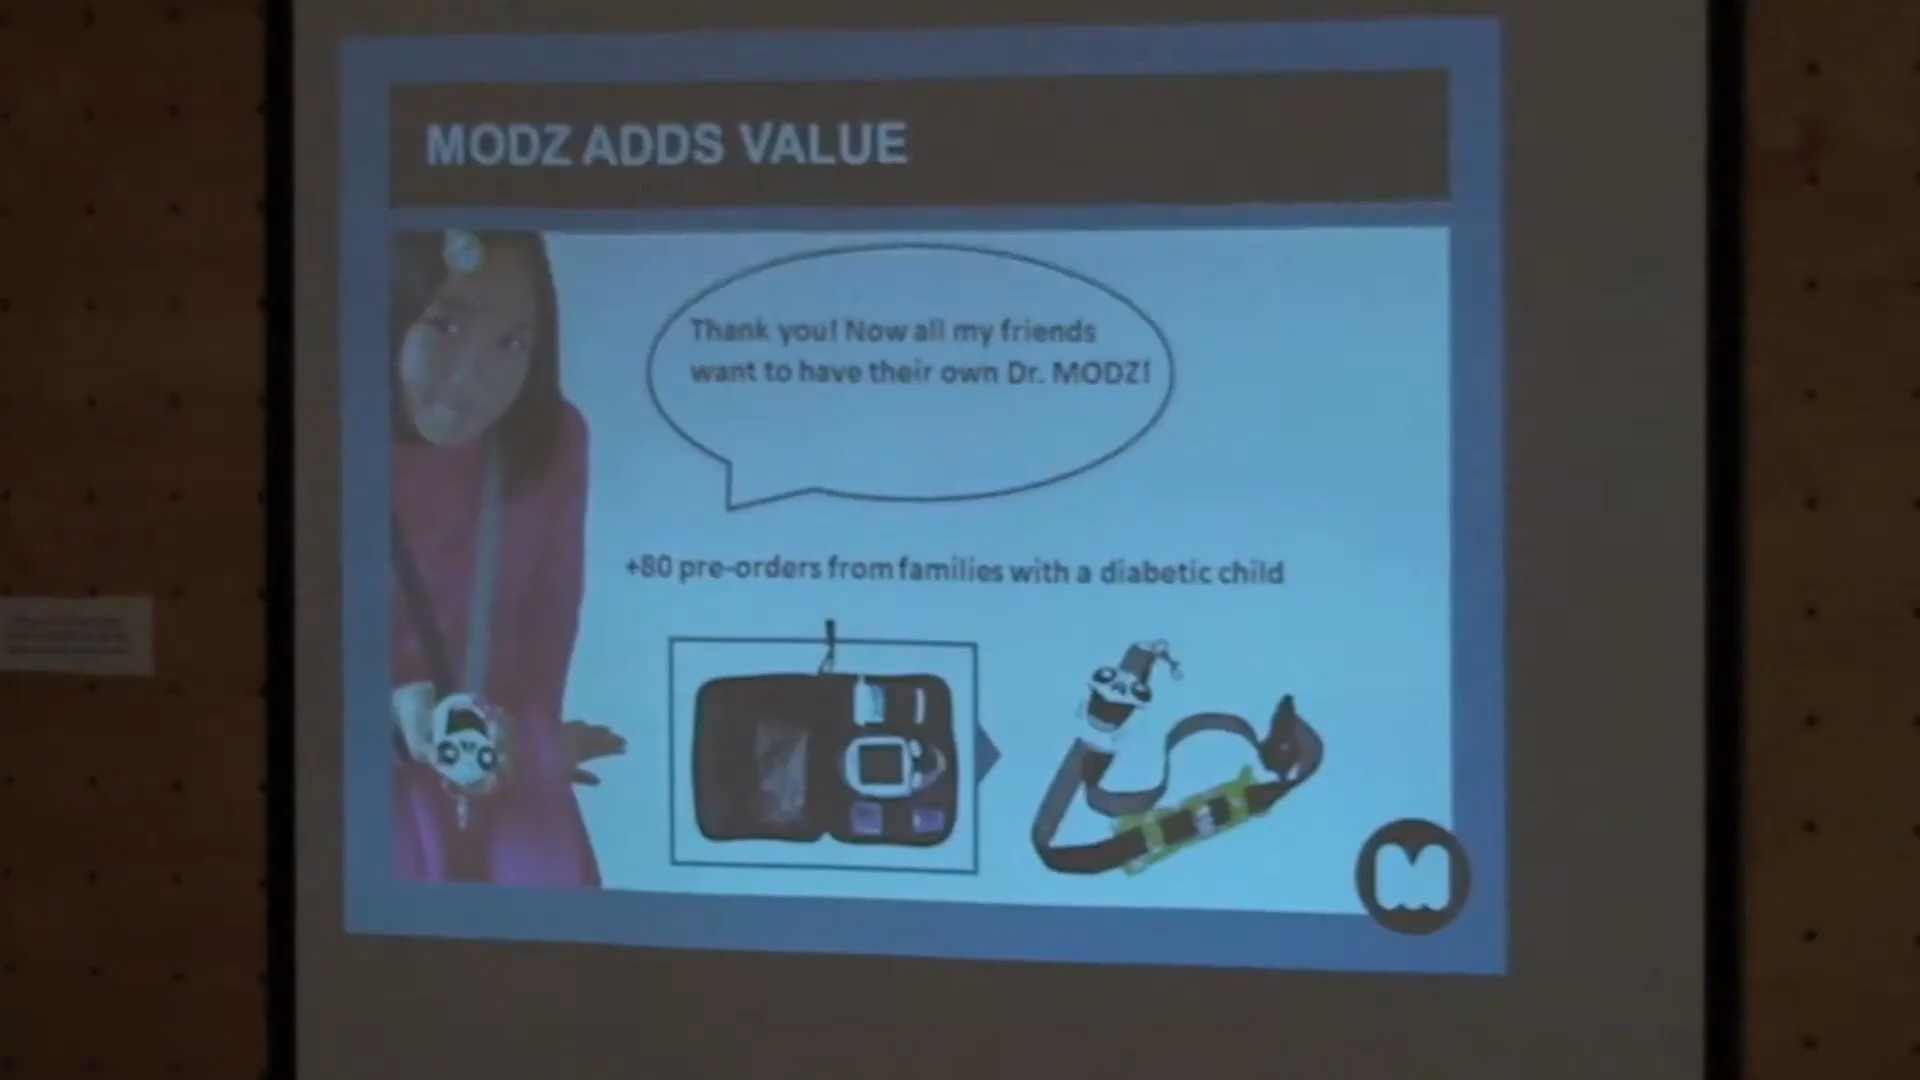 MODZ ADDS VALUE
Thank you! Now all my friends
want to have their own Dr. MODZ!
+80 pre-orders from families with a diabetic child
M